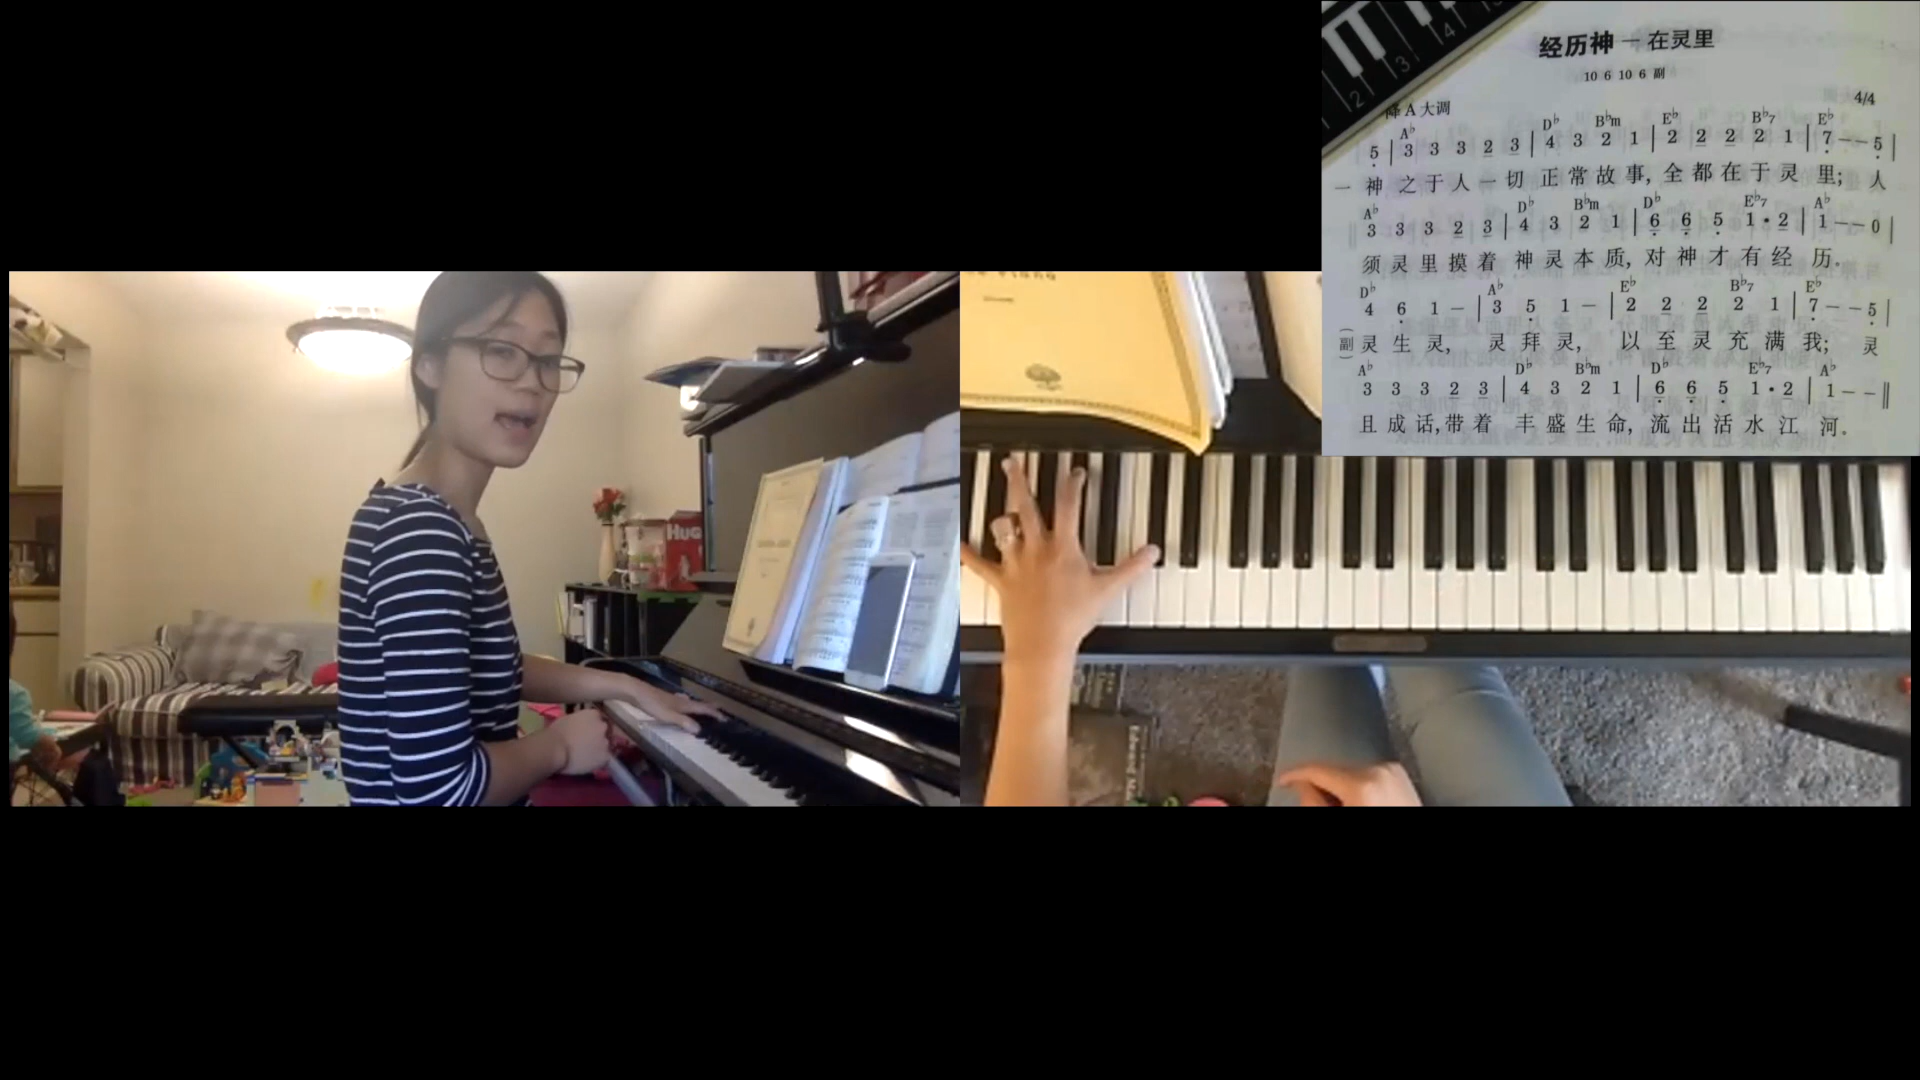 经历神 — 在灵里
10 6 10 6 副
降A大调
4/4
A♭ D♭ B♭m E♭ B♭7 E♭
5 | 3 3 3 2 3 | 4 3 2 1 | 2 2 2 2 1 | 7 — — 5 |
一 神 之 于 人 一 切 正 常 故 事, 全 都 在 于 灵 里; 人
A♭ D♭ B♭m D♭ E♭7 A♭
3 3 3 2 3 | 4 3 2 1 | 6 6 5 1 · 2 | 1 — — 0 |
须 灵 里 摸 着 神 灵 本 质, 对 神 才 有 经 历.
D♭ A♭ E♭ B♭7 E♭
4 6 1 — | 3 5 1 — | 2 2 2 2 1 | 7 — — 5 |
(副) 灵 生 灵, 灵 拜 灵, 以 至 灵 充 满 我; 灵
A♭ D♭ B♭m D♭ E♭7 A♭
3 3 3 2 3 | 4 3 2 1 | 6 6 5 1 · 2 | 1 — — ‖
且 成 话, 带 着 丰 盛 生 命, 流 出 活 水 江 河.
2 3 4
HUG